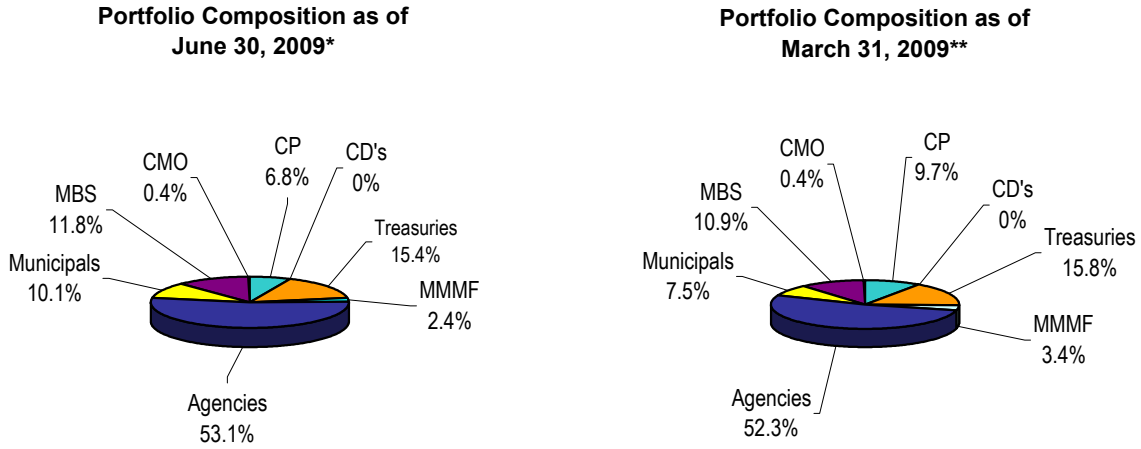 Portfolio Composition as of
June 30, 2009*
CMO
0.4%
CP
6.8%
CD's
0%
MBS
11.8%
Treasuries
15.4%
Municipals
10.1%
MMMF
2.4%
Agencies
53.1%
Portfolio Composition as of
March 31, 2009**
CMO
0.4%
CP
9.7%
CD's
0%
MBS
10.9%
Treasuries
15.8%
Municipals
7.5%
MMMF
3.4%
Agencies
52.3%